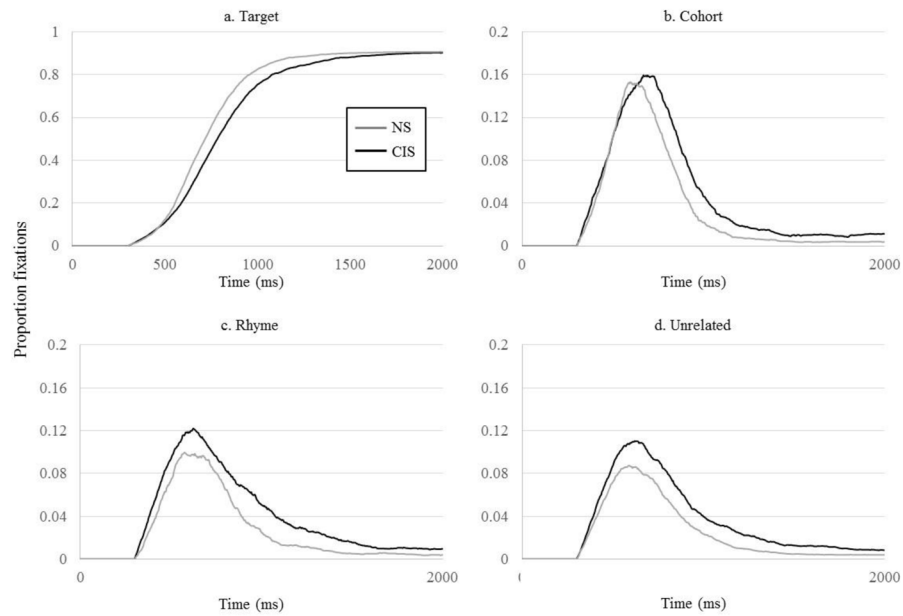 a. Target
1
0.8
0.6
0.4
0.2
0
0 500 1000 1500 2000
Time (ms)
NS
CIS
b. Cohort
0.2
0.16
0.12
0.08
0.04
0
0 2000
Time (ms)
Proportion fixations
c. Rhyme
0.2
0.16
0.12
0.08
0.04
0
0 2000
Time (ms)
d. Unrelated
0.2
0.16
0.12
0.08
0.04
0
2000
Time (ms)